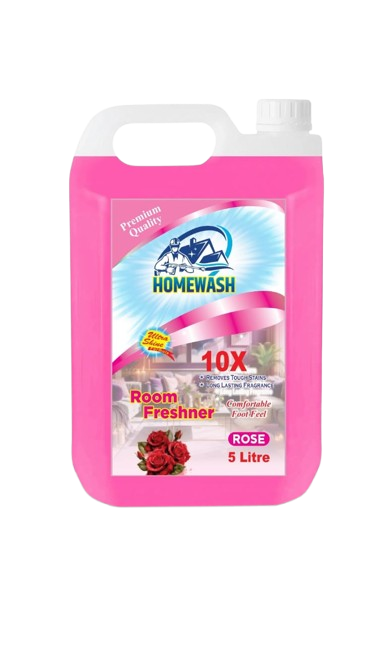 Premium
Quality
HOMEWASH
Ultra
Shine
10X
REMOVES TOUGH STAINS
LONG LASTING FRAGRANCE
Room
Freshner
Comfortable
Foot Feel
ROSE
5 Litre